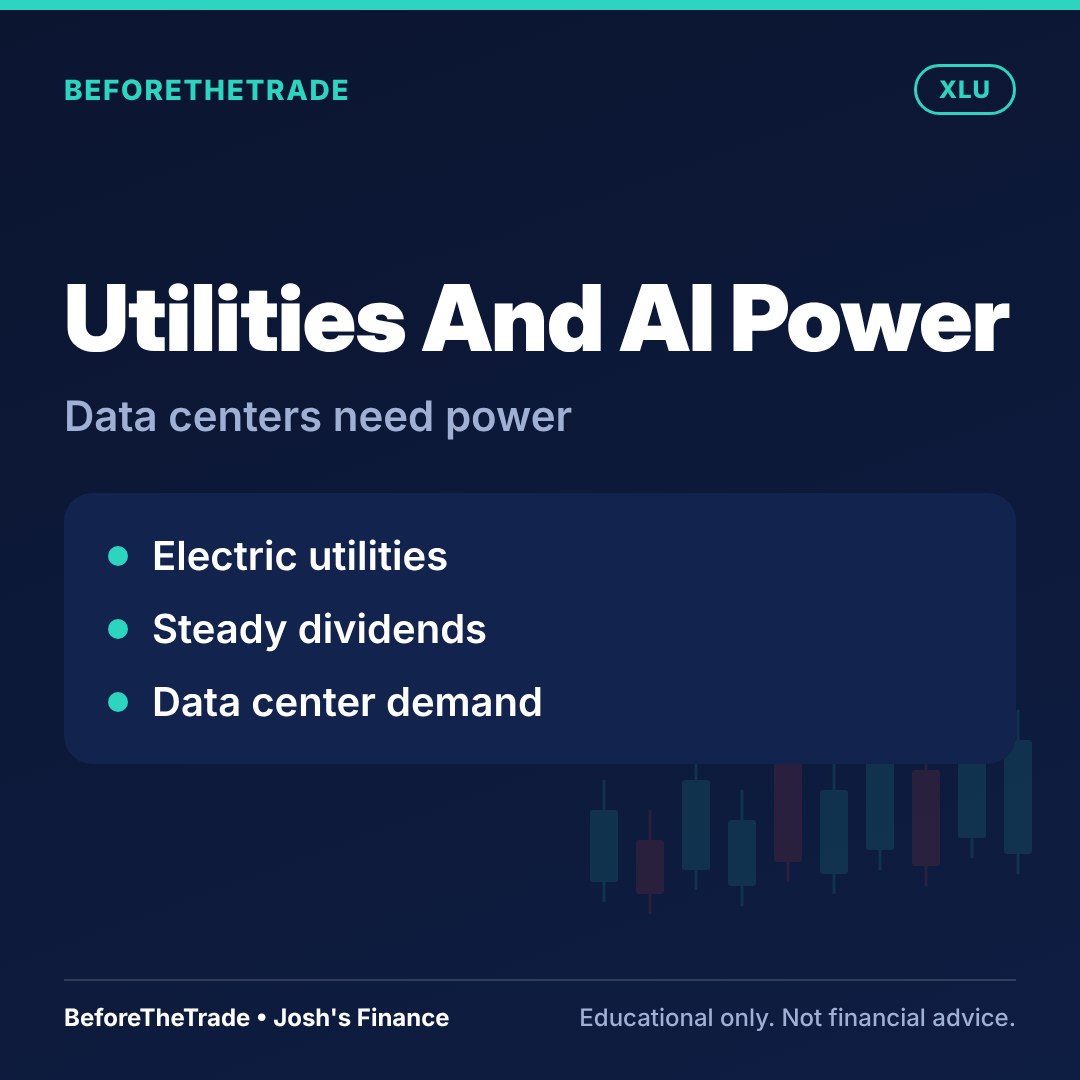 BEFORETHETRADE
XLU
Utilities And AI Power
Data centers need power
Electric utilities
Steady dividends
Data center demand
BeforeTheTrade • Josh's Finance
Educational only. Not financial advice.